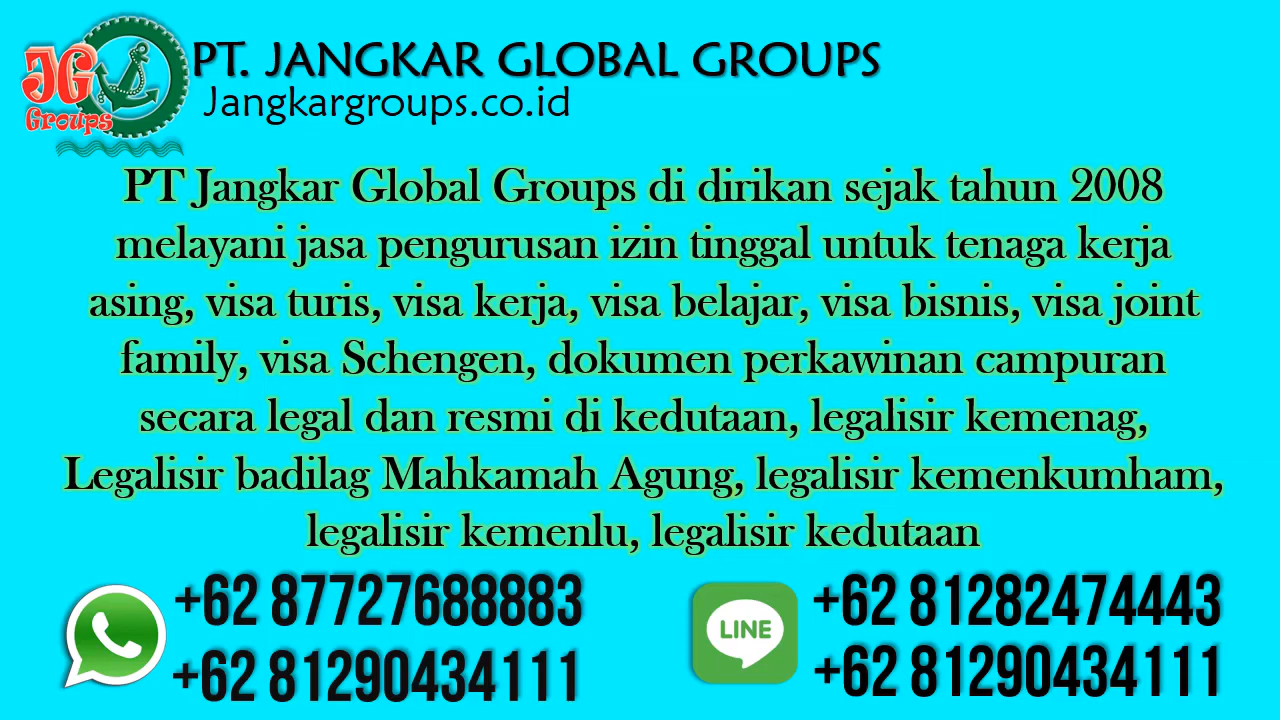 JG
Groups
PT. JANGKAR GLOBAL GROUPS
Jangkargroups.co.id
PT Jangkar Global Groups di dirikan sejak tahun 2008
melayani jasa pengurusan izin tinggal untuk tenaga kerja
asing, visa turis, visa kerja, visa belajar, visa bisnis, visa joint
family, visa Schengen, dokumen perkawinan campuran
secara legal dan resmi di kedutaan, legalisir kemenag,
Legalisir badilag Mahkamah Agung, legalisir kemenkumham,
legalisir kemenlu, legalisir kedutaan
+62 87727688883
+62 81290434111
LINE
+62 81282474443
+62 81290434111